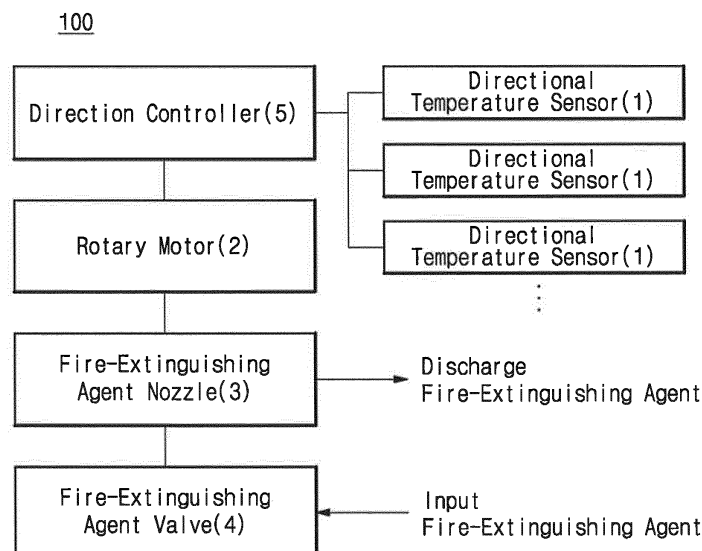 100
Direction Controller(5)
Directional
Temperature Sensor(1)
Directional
Temperature Sensor(1)
Rotary Motor(2)
Directional
Temperature Sensor(1)
Fire-Extinguishing
Agent Nozzle(3)
Discharge
Fire-Extinguishing Agent
Fire-Extinguishing
Agent Valve(4)
Input
Fire-Extinguishing Agent